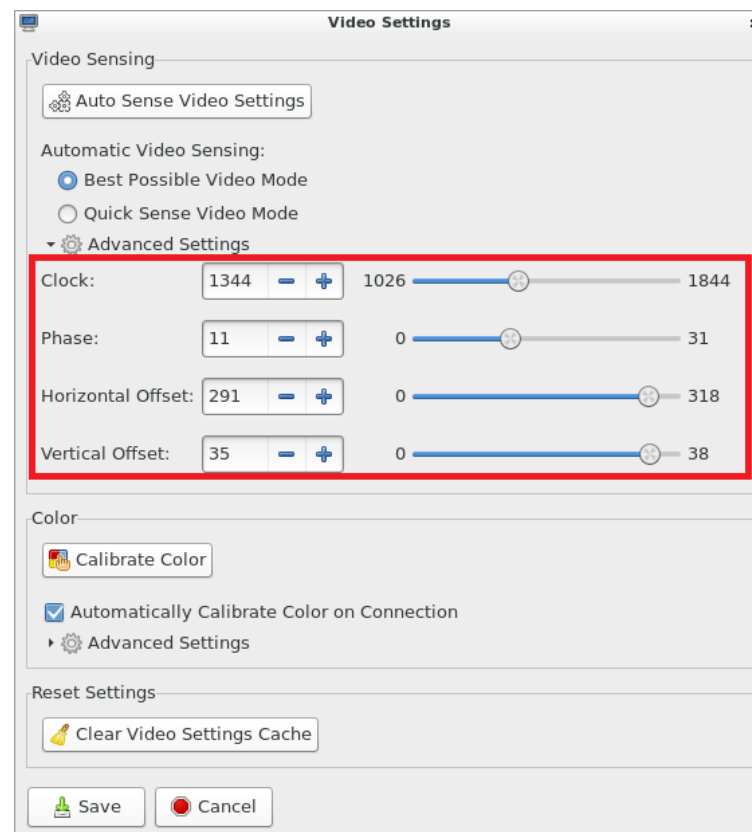 Video Settings
Video Sensing
Auto Sense Video Settings
Automatic Video Sensing:
Best Possible Video Mode
Quick Sense Video Mode
Advanced Settings
Clock: 1344 1026 1844
Phase: 11 0 31
Horizontal Offset: 291 0 318
Vertical Offset: 35 0 38
Color
Calibrate Color
Automatically Calibrate Color on Connection
Advanced Settings
Reset Settings
Clear Video Settings Cache
Save Cancel